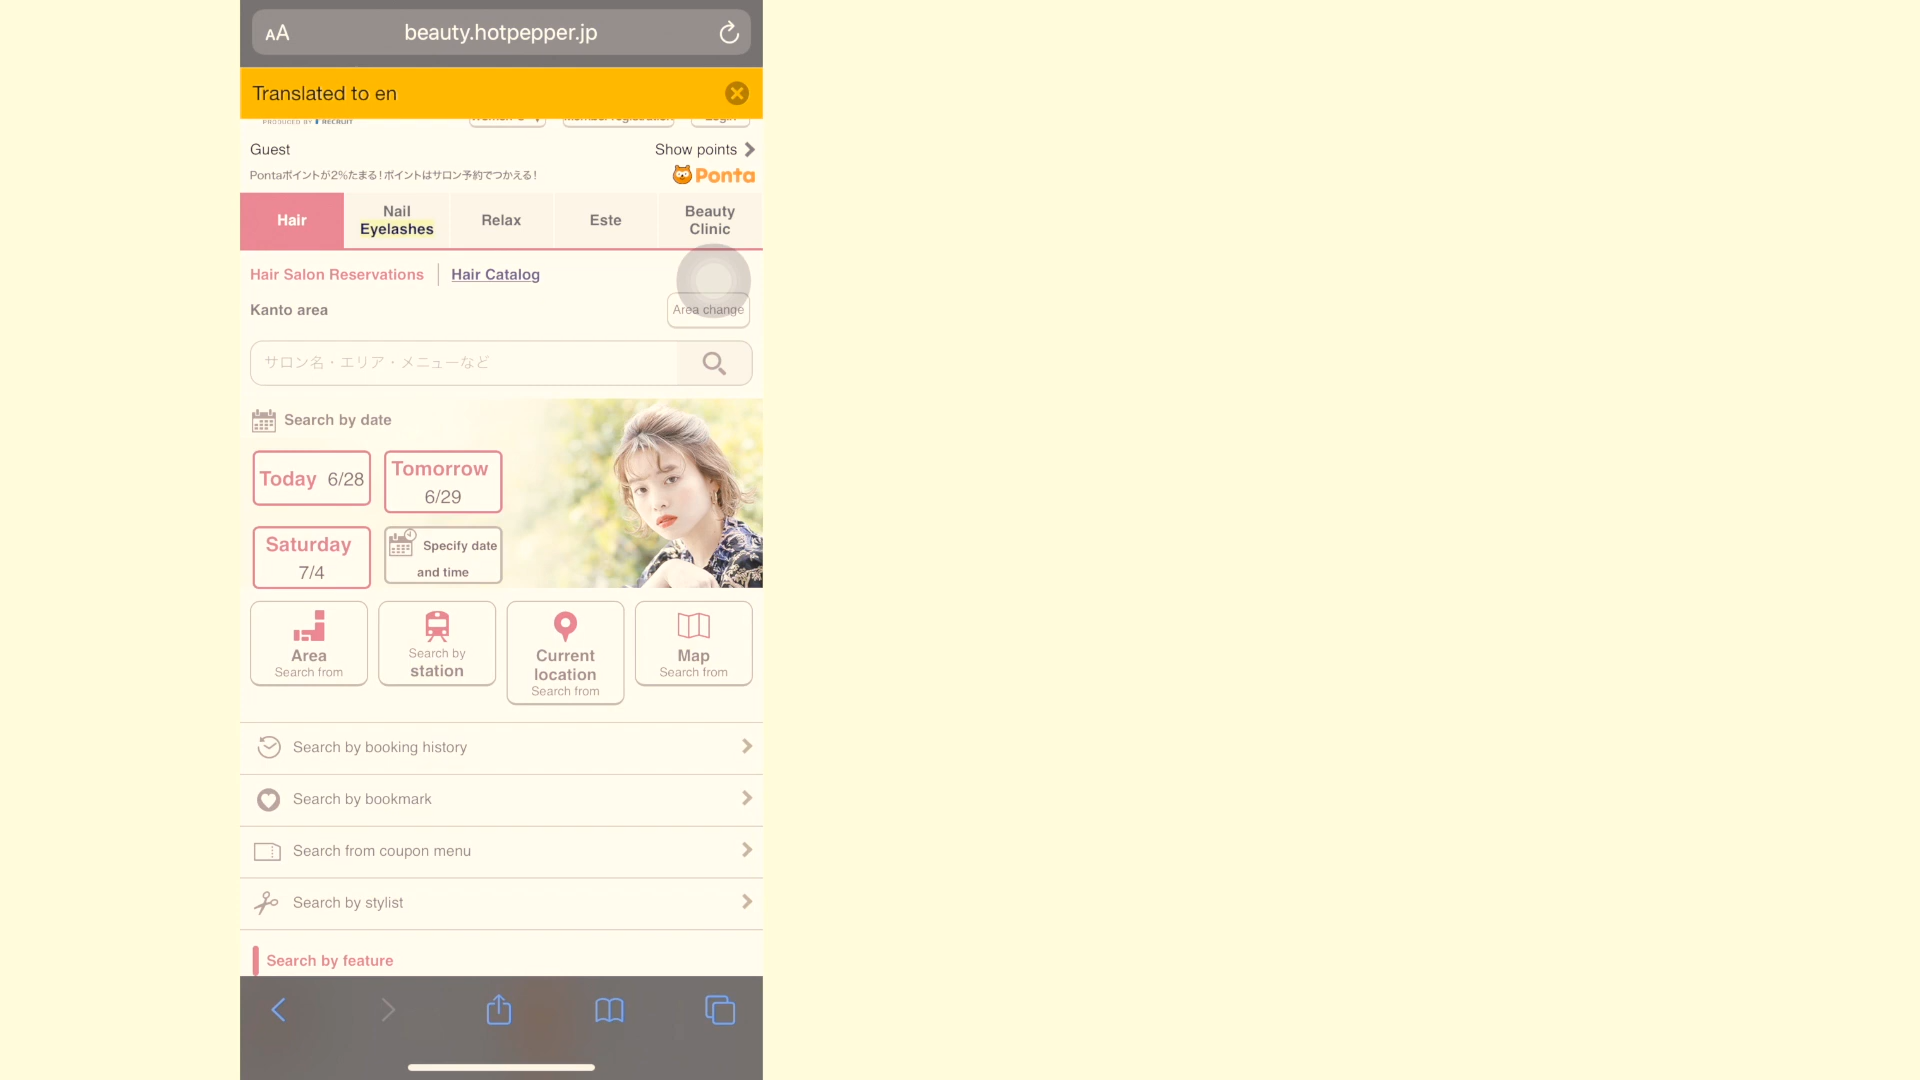 AA
beauty.hotpepper.jp
Translated to en
PRODUCED BY RECRUIT
Guest
Show points
Pontaポイントが2%たまる!ポイントはサロン予約でつかえる!
Ponta
Hair
Nail
Eyelashes
Relax
Este
Beauty
Clinic
Hair Salon Reservations
Hair Catalog
Kanto area
Area change
サロン名・エリア・メニューなど
Search by date
Today 6/28
Tomorrow
6/29
Saturday
7/4
Specify date
and time
Area
Search from
Search by
station
Current
location
Search from
Map
Search from
Search by booking history
Search by bookmark
Search from coupon menu
Search by stylist
Search by feature